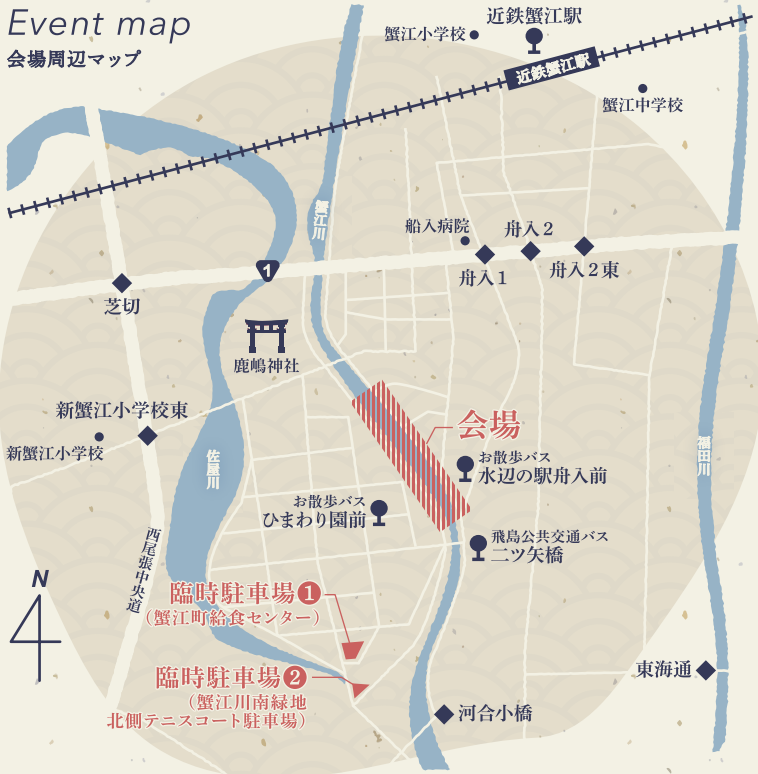 Event map
会場周辺マップ
近鉄蟹江駅
蟹江小学校
近鉄蟹江駅
蟹江中学校
蟹江川
船入病院
舟入2
舟入1
舟入2東
1
芝切
鹿嶋神社
新蟹江小学校東
新蟹江小学校
佐屋川
会場
福田川
お散歩バス
水辺の駅舟入前
お散歩バス
ひまわり園前
飛島公共交通バス
二ツ矢橋
西尾張中央道
N
臨時駐車場1
(蟹江町給食センター)
臨時駐車場2
(蟹江川南緑地
北側テニスコート駐車場)
東海通
河合小橋